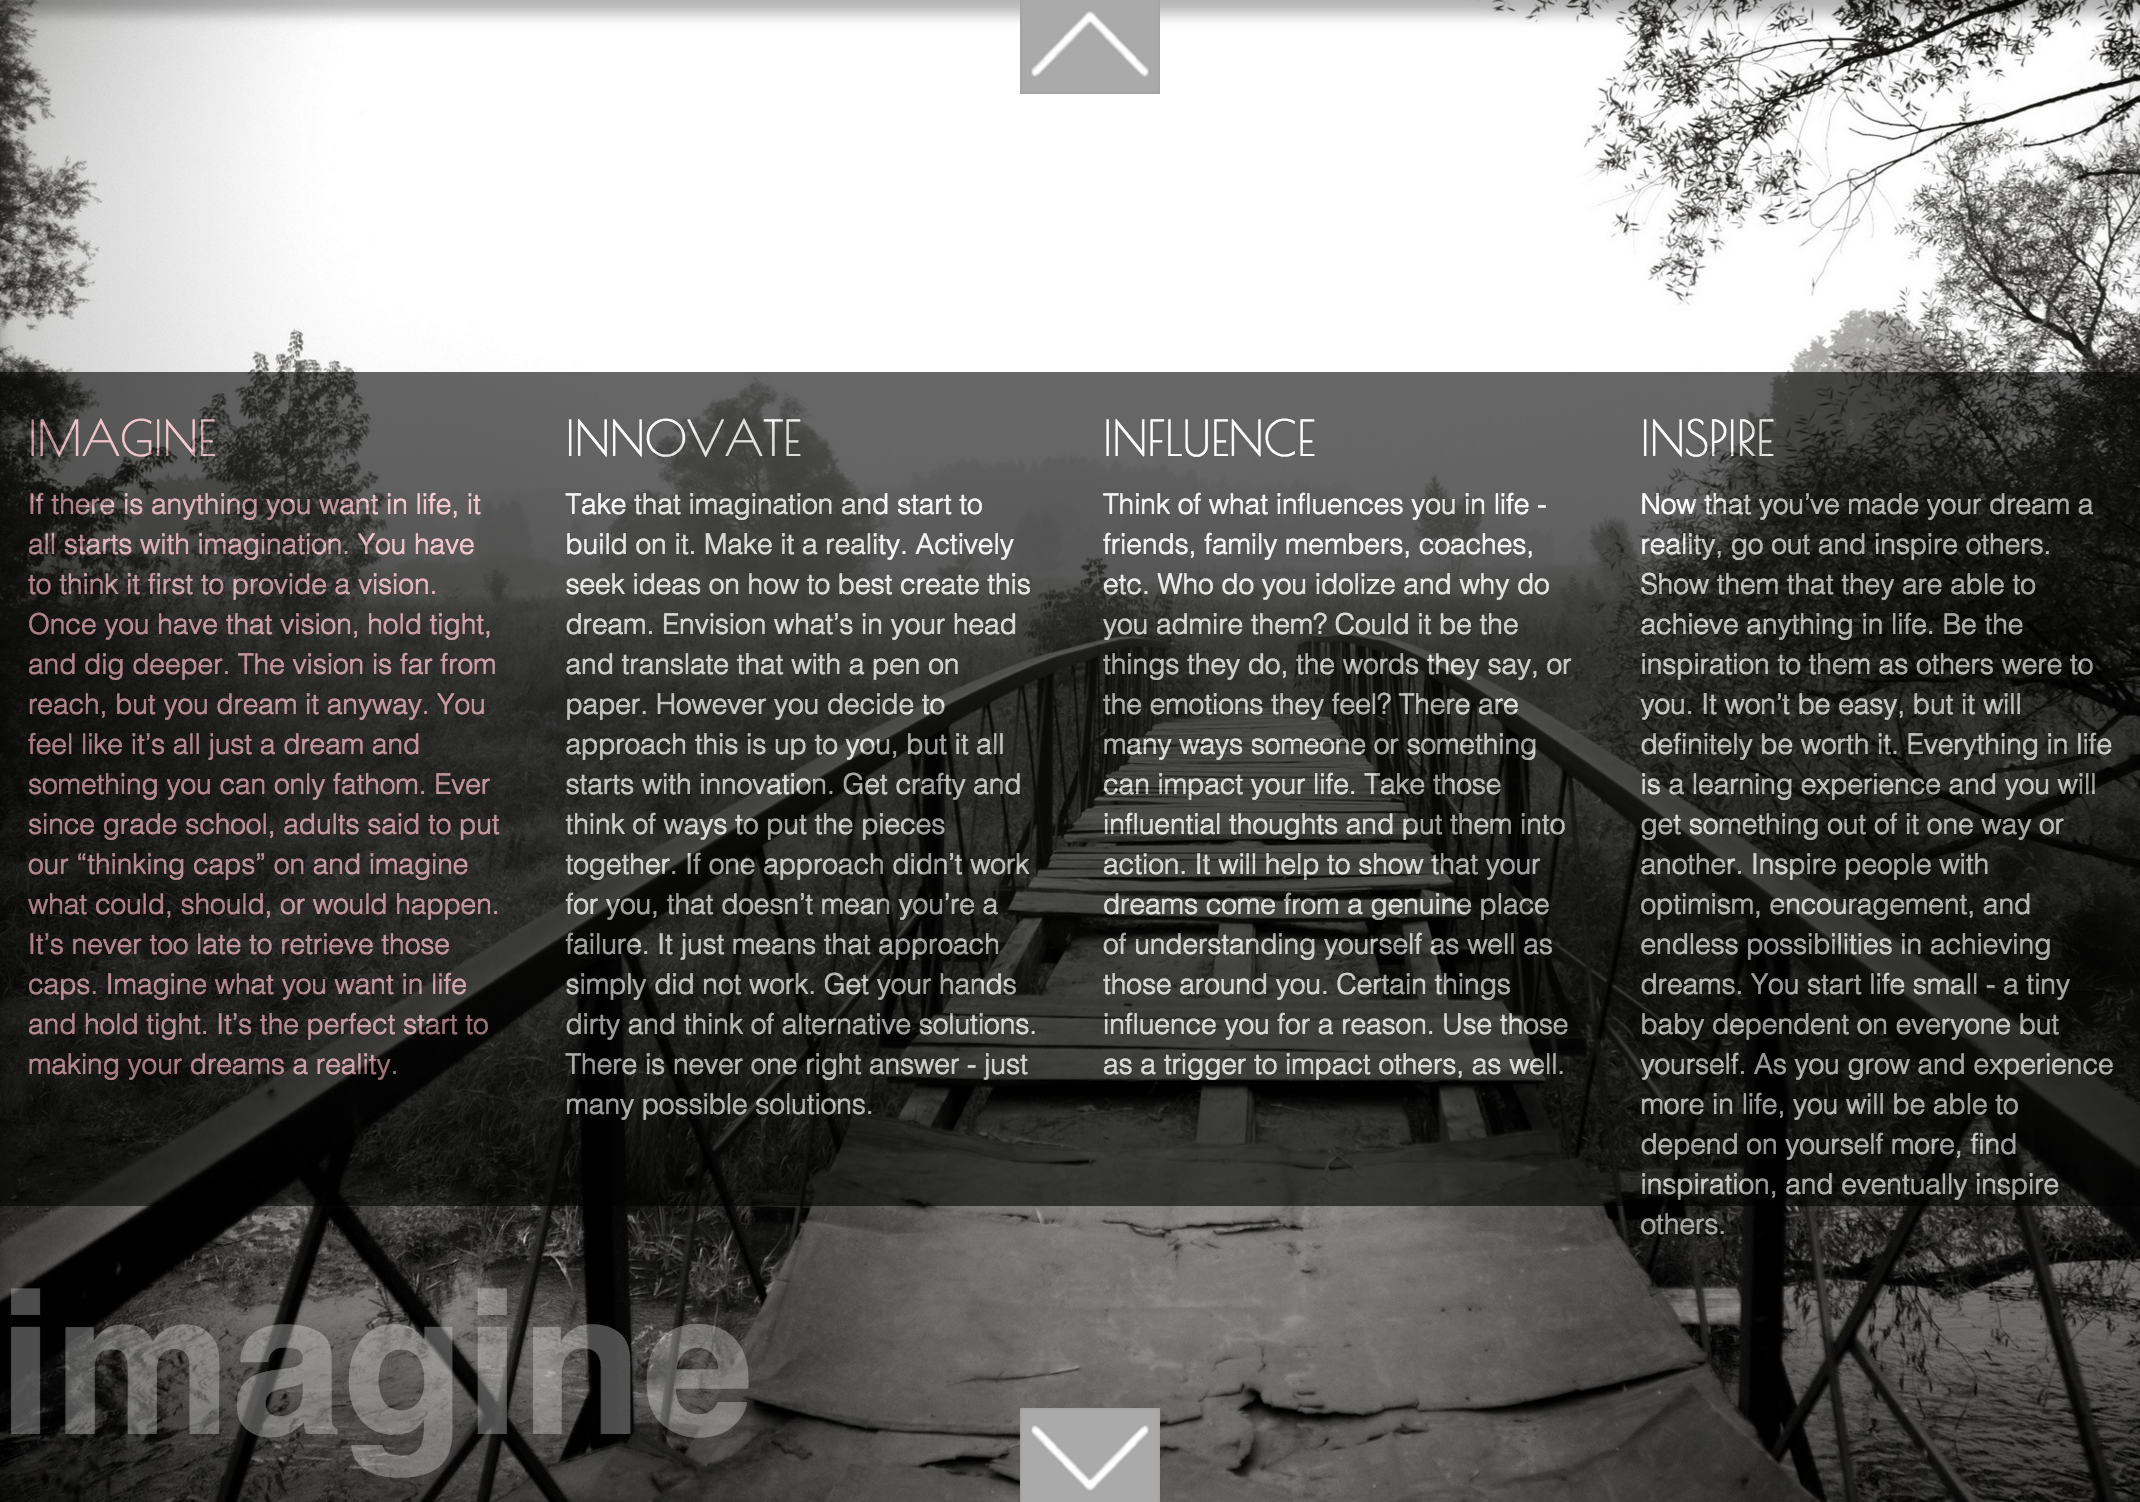 IMAGINE
If there is anything you want in life, it
all starts with imagination. You have
to think it first to provide a vision.
Once you have that vision, hold tight,
and dig deeper. The vision is far from
reach, but you dream it anyway. You
feel like it’s all just a dream and
something you can only fathom. Ever
since grade school, adults said to put
our “thinking caps” on and imagine
what could, should, or would happen.
It’s never too late to retrieve those
caps. Imagine what you want in life
and hold tight. It’s the perfect start to
making your dreams a reality.
INNOVATE
Take that imagination and start to
build on it. Make it a reality. Actively
seek ideas on how to best create this
dream. Envision what’s in your head
and translate that with a pen on
paper. However you decide to
approach this is up to you, but it all
starts with innovation. Get crafty and
think of ways to put the pieces
together. If one approach didn’t work
for you, that doesn’t mean you’re a
failure. It just means that approach
simply did not work. Get your hands
dirty and think of alternative solutions.
There is never one right answer - just
many possible solutions.
INFLUENCE
Think of what influences you in life -
friends, family members, coaches,
etc. Who do you idolize and why do
you admire them? Could it be the
things they do, the words they say, or
the emotions they feel? There are
many ways someone or something
can impact your life. Take those
influential thoughts and put them into
action. It will help to show that your
dreams come from a genuine place
of understanding yourself as well as
those around you. Certain things
influence you for a reason. Use those
as a trigger to impact others, as well.
INSPIRE
Now that you’ve made your dream a
reality, go out and inspire others.
Show them that they are able to
achieve anything in life. Be the
inspiration to them as others were to
you. It won’t be easy, but it will
definitely be worth it. Everything in life
is a learning experience and you will
get something out of it one way or
another. Inspire people with
optimism, encouragement, and
endless possibilities in achieving
dreams. You start life small - a tiny
baby dependent on everyone but
yourself. As you grow and experience
more in life, you will be able to
depend on yourself more, find
inspiration, and eventually inspire
others.
imagine